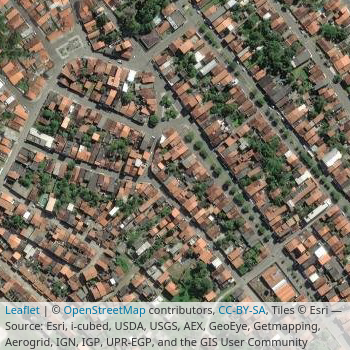 Leaflet | © OpenStreetMap contributors, CC-BY-SA, Tiles © Esri —
Source: Esri, i-cubed, USDA, USGS, AEX, GeoEye, Getmapping,
Aerogrid, IGN, IGP, UPR-EGP, and the GIS User Community